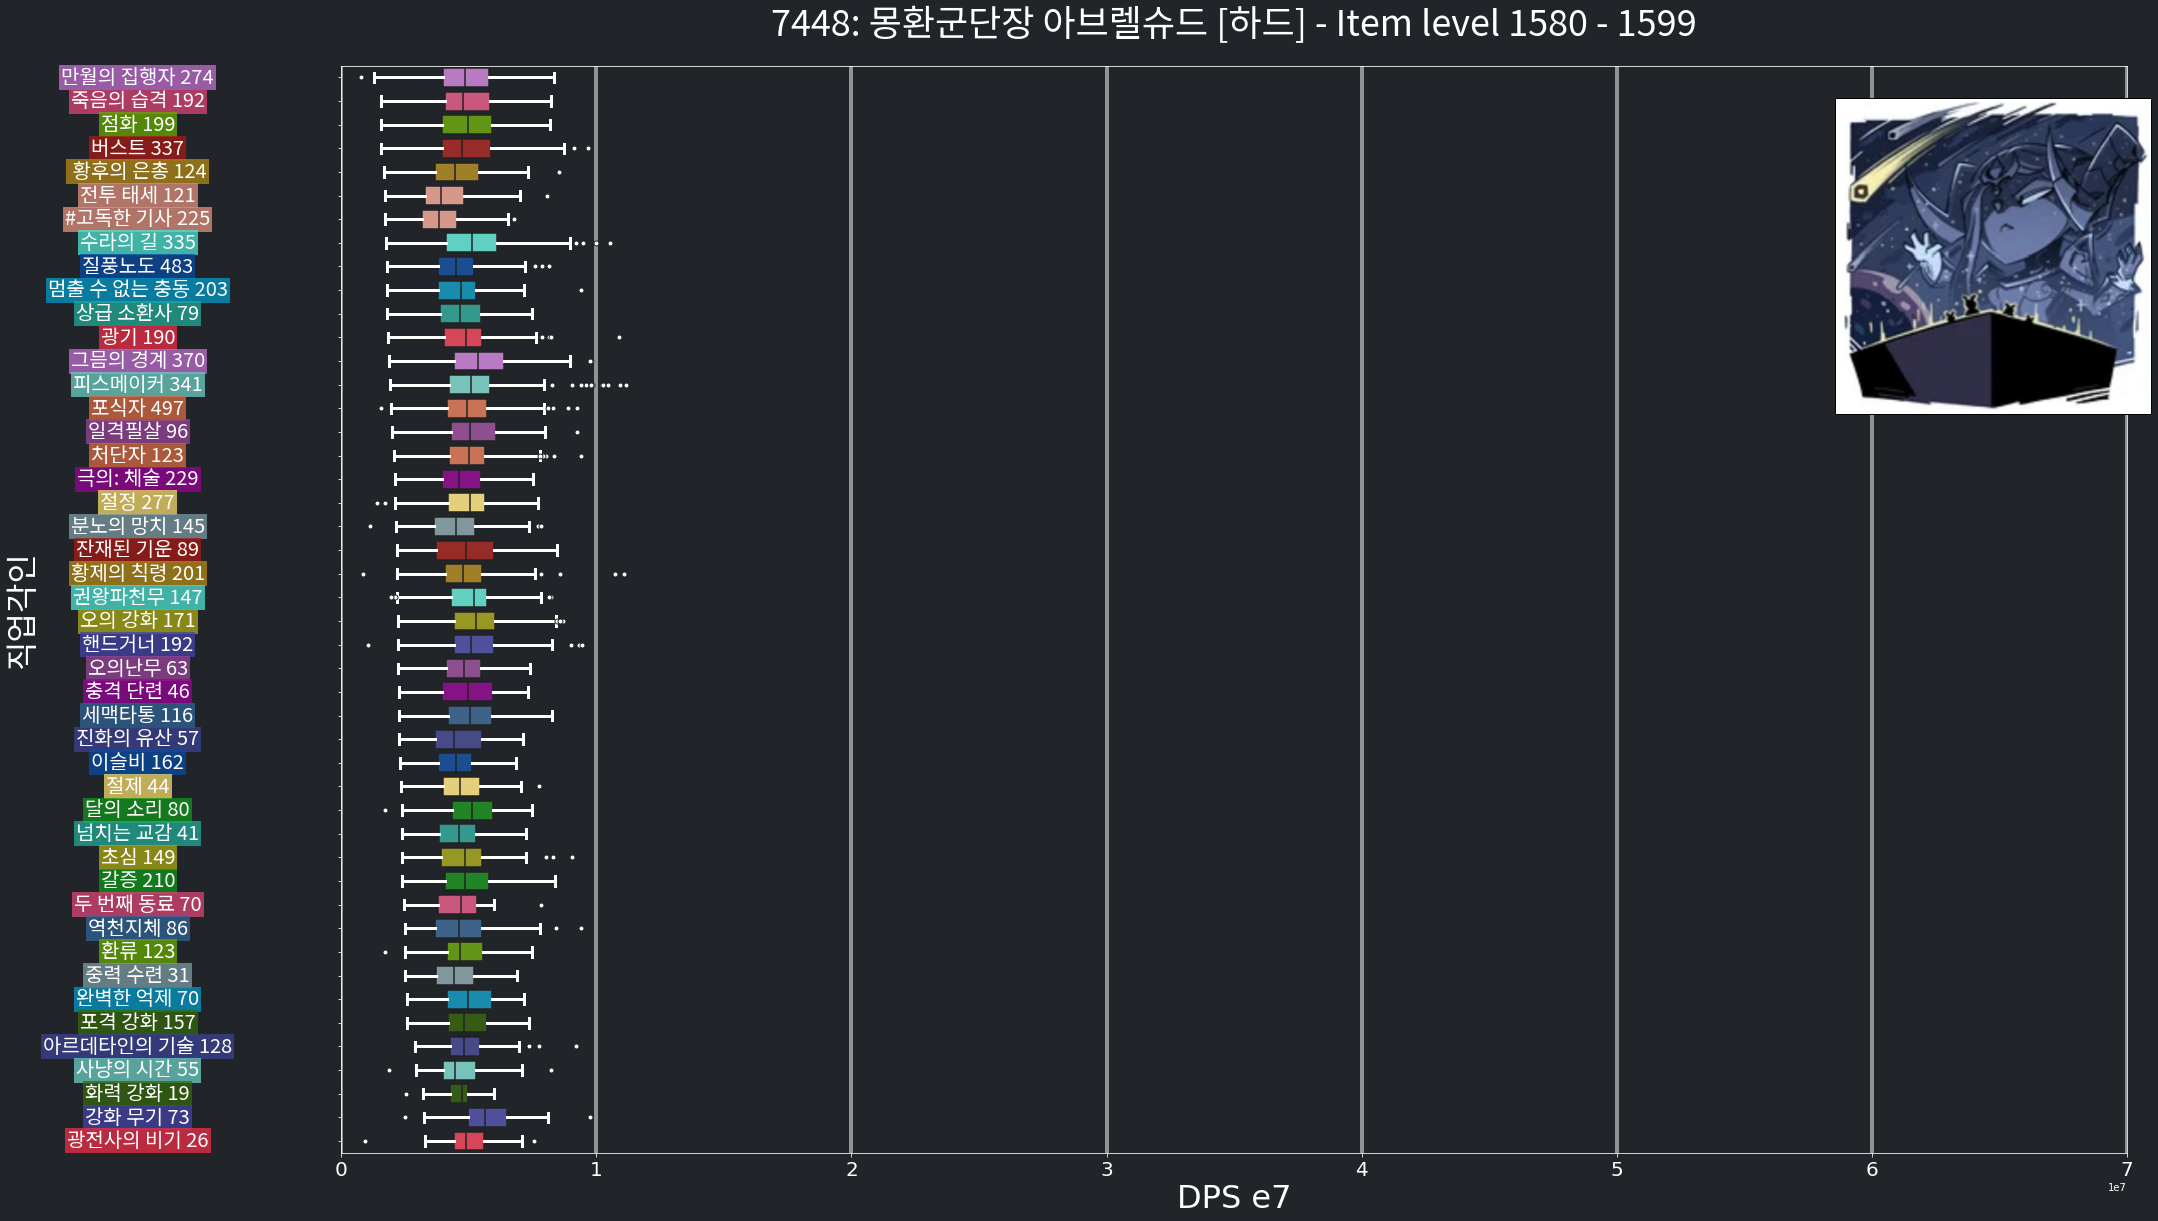 7448: 몽환군단장 아브렐슈드 [하드] - Item level 1580 - 1599
직업각인
만월의 집행자 274
죽음의 습격 192
점화 199
버스트 337
황후의 은총 124
전투 태세 121
#고독한 기사 225
수라의 길 335
질풍노도 483
멈출 수 없는 충동 203
상급 소환사 79
광기 190
그믐의 경계 370
피스메이커 341
포식자 497
일격필살 96
처단자 123
극의: 체술 229
절정 277
분노의 망치 145
잔재된 기운 89
황제의 칙령 201
권왕파천무 147
오의 강화 171
핸드거너 192
오의난무 63
충격 단련 46
세맥타통 116
진화의 유산 57
이슬비 162
절제 44
달의 소리 80
넘치는 교감 41
초심 149
갈증 210
두 번째 동료 70
역천지체 86
환류 123
중력 수련 31
완벽한 억제 70
포격 강화 157
아르데타인의 기술 128
사냥의 시간 55
화력 강화 19
강화 무기 73
광전사의 비기 26
0 1 2 3 4 5 6 7
1e7
DPS e7